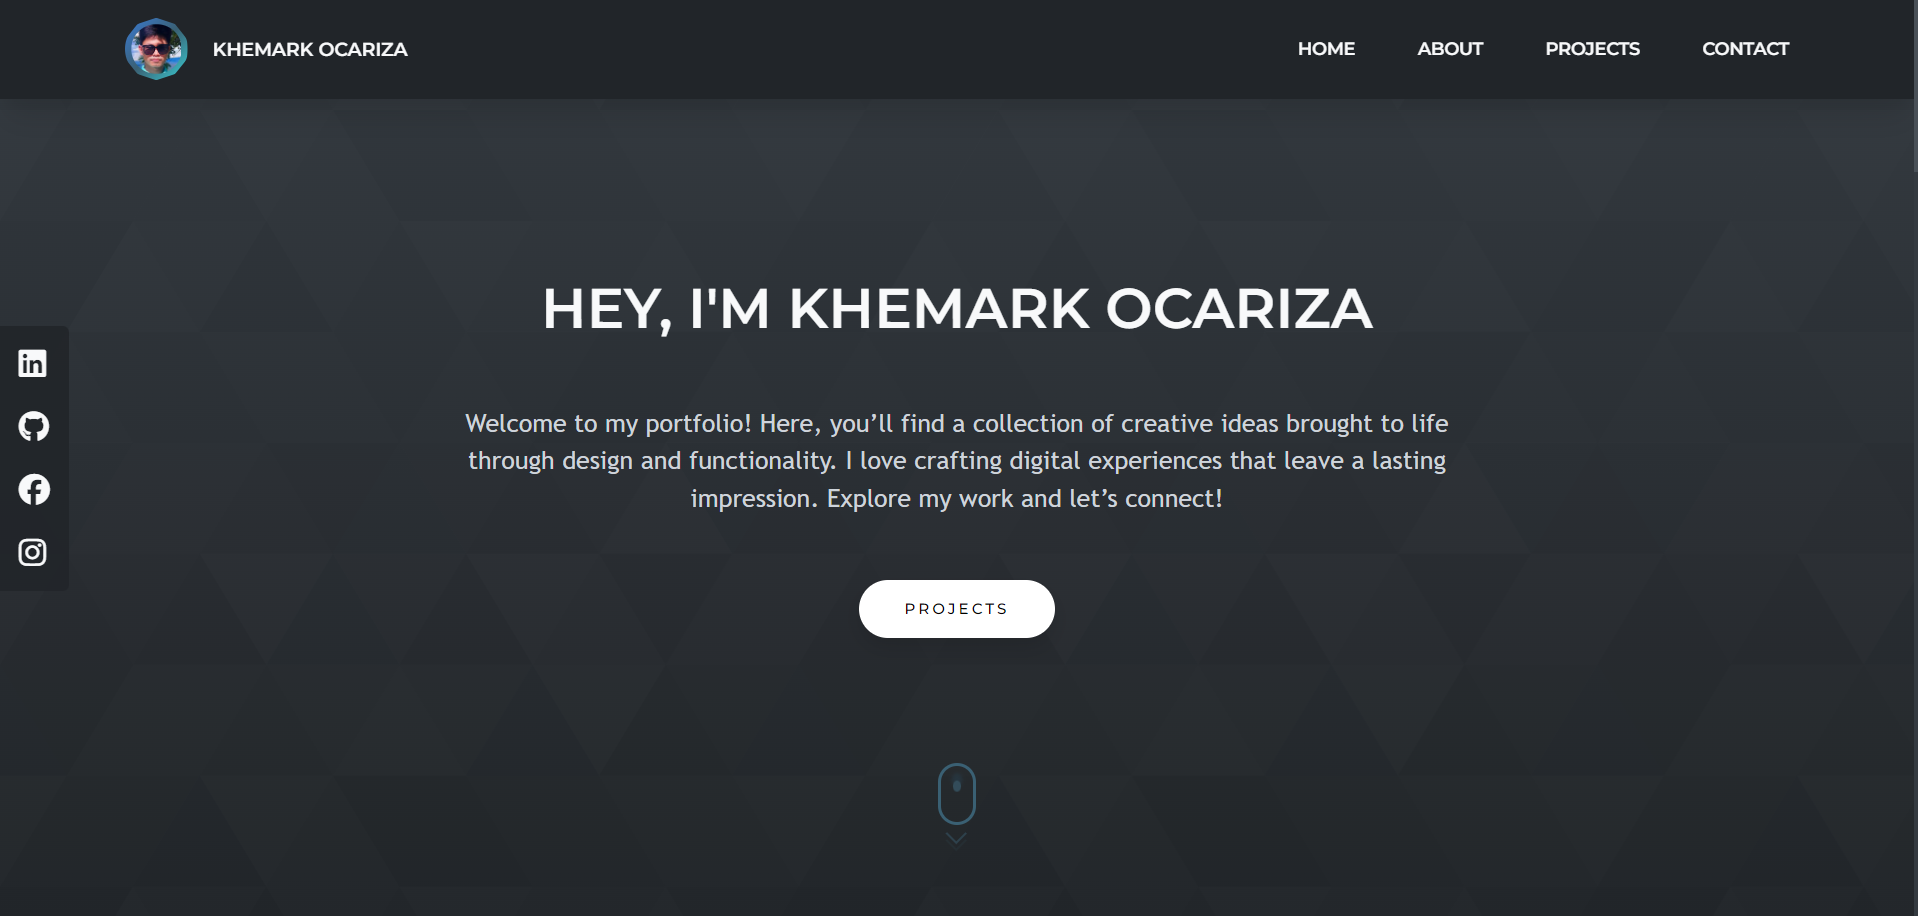 KHEMARK OCARIZA
HOME
ABOUT
PROJECTS
CONTACT
HEY, I'M KHEMARK OCARIZA
Welcome to my portfolio! Here, you’ll find a collection of creative ideas brought to life
through design and functionality. I love crafting digital experiences that leave a lasting
impression. Explore my work and let’s connect!
PROJECTS